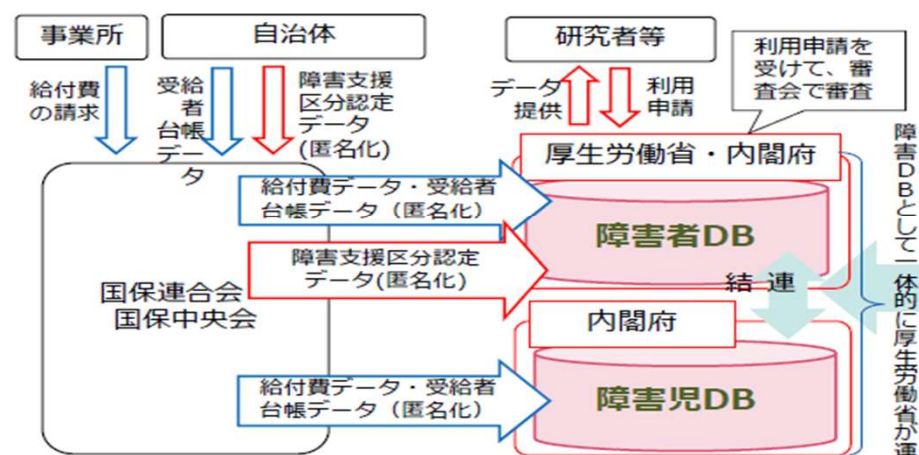 事業所
自治体
研究者等
利用申請を
受けて、審
査会で審査
給付費
の請求
受給
者
台帳
デー
タ
障害支援
区分認定
データ
(匿名化)
データ
提供
利用
申請
厚生労働省・内閣府
給付費データ・受給者
台帳データ（匿名化）
障害者DB
障害支援区分認定
データ(匿名化)
国保連合会
国保中央会
結 連
内閣府
給付費データ・受給者
台帳データ（匿名化）
障害児DB
障害DBとして一体的に厚生労働省が運